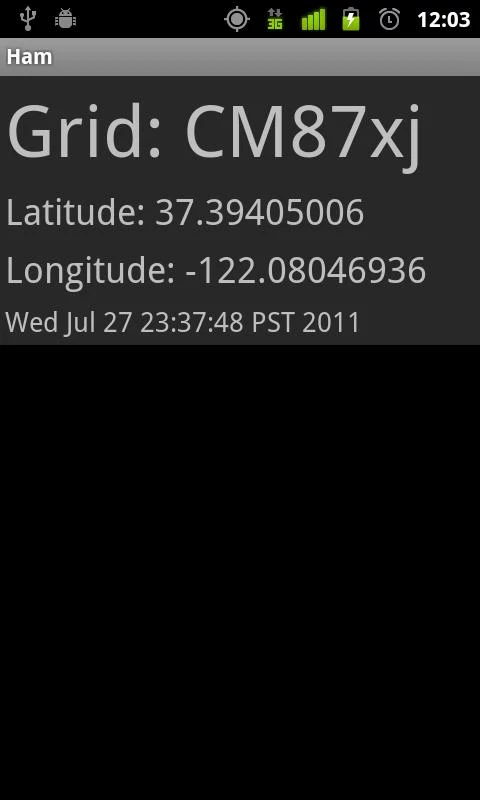 3G 12:03
Ham
Grid: CM87xj
Latitude: 37.39405006
Longitude: -122.08046936
Wed Jul 27 23:37:48 PST 2011